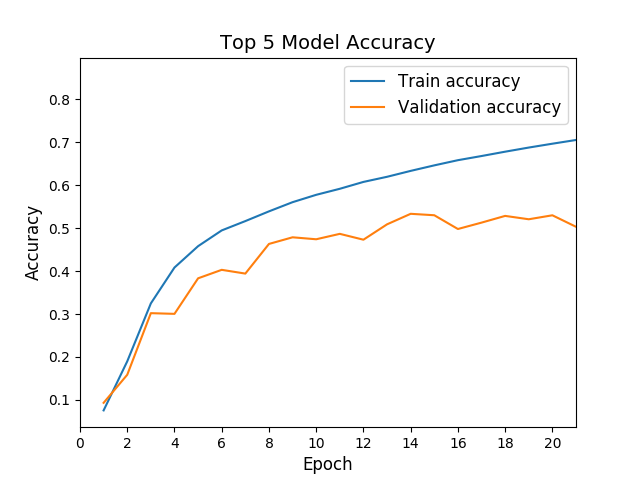 Top 5 Model Accuracy
Train accuracy
Validation accuracy
Accuracy
0.8
0.7
0.6
0.5
0.4
0.3
0.2
0.1
0 2 4 6 8 10 12 14 16 18 20
Epoch